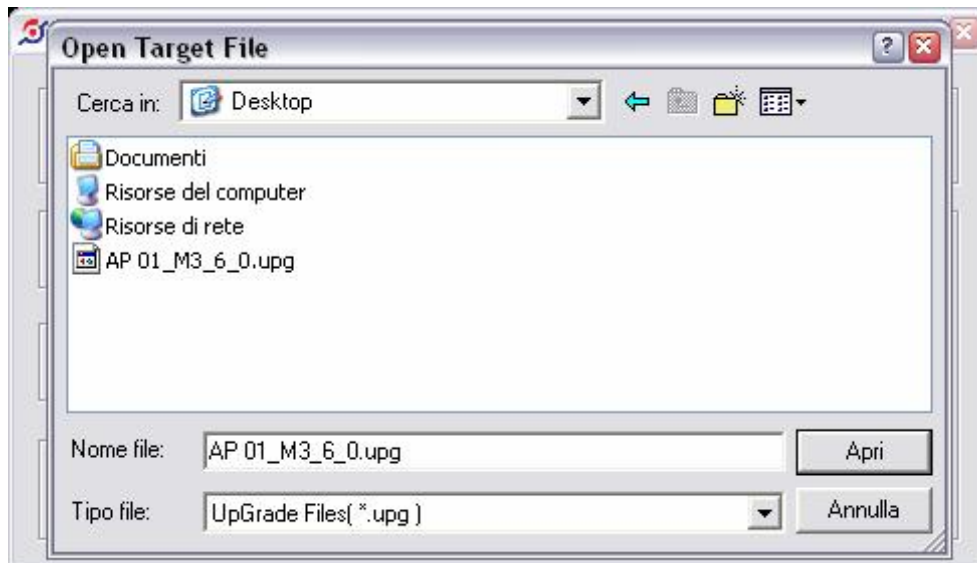 Open Target File
Cerca in: Desktop
Documenti
Risorse del computer
Risorse di rete
AP 01_M3_6_0.upg
Nome file: AP 01_M3_6_0.upg Apri
Tipo file: UpGrade Files( *.upg ) Annulla